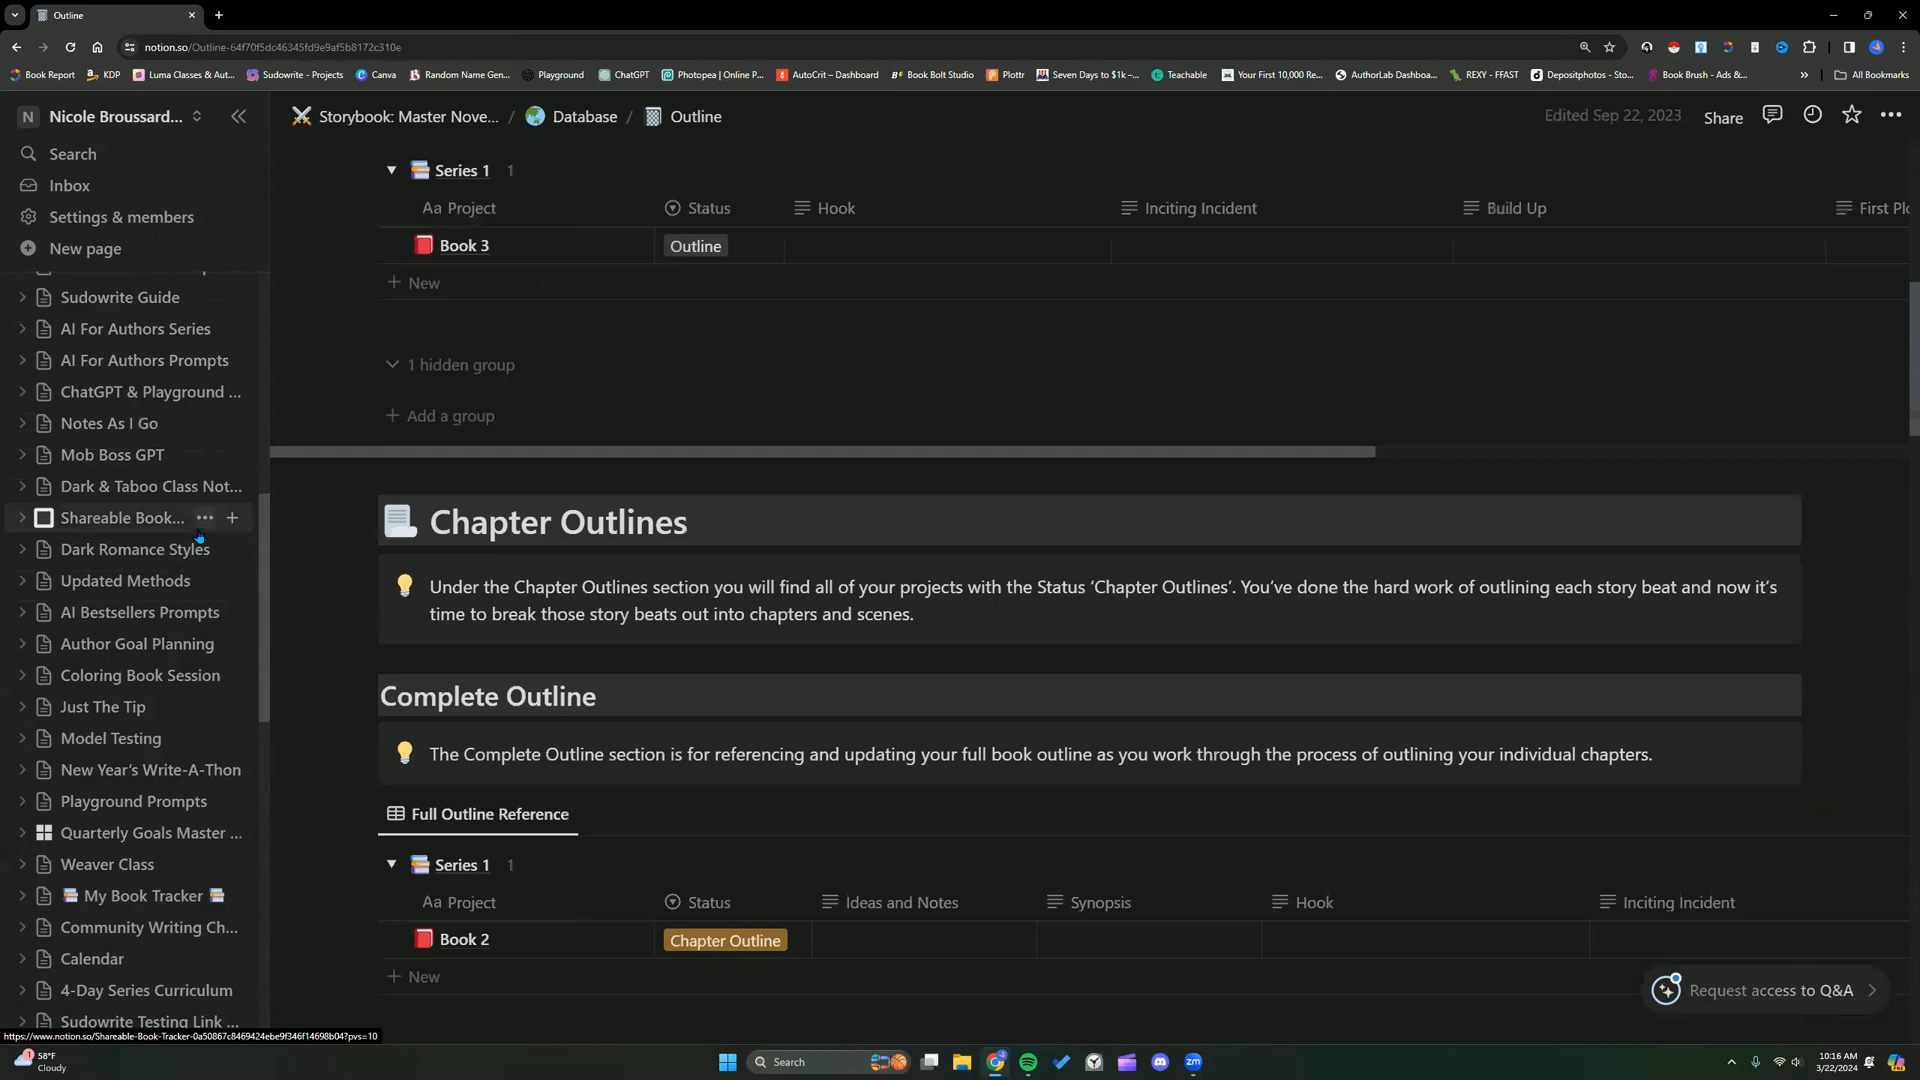 Outline
notion.so/Outline-64f70f5dc46345fd9e9af5b8172c310e
Book Report
KDP
Luma Classes & Aut...
Sudowrite - Projects
Canva
Random Name Gen...
Playground
ChatGPT
Photopea | Online P...
AutoCrit – Dashboard
Book Bolt Studio
Plottr
Seven Days to $1k –...
Teachable
Your First 10,000 Re...
AuthorLab Dashboa...
REXY - FFAST
Depositphotos - Sto...
Book Brush - Ads &...
All Bookmarks
N Nicole Broussard...
Storybook: Master Nove... / Database / Outline
Edited Sep 22, 2023
Share
Search
Inbox
Settings & members
New page
Sudowrite Guide
AI For Authors Series
AI For Authors Prompts
ChatGPT & Playground ...
Notes As I Go
Mob Boss GPT
Dark & Taboo Class Not...
Shareable Book...
Dark Romance Styles
Updated Methods
AI Bestsellers Prompts
Author Goal Planning
Coloring Book Session
Just The Tip
Model Testing
New Year's Write-A-Thon
Playground Prompts
Quarterly Goals Master ...
Weaver Class
My Book Tracker
Community Writing Ch...
Calendar
4-Day Series Curriculum
Sudowrite Testing Link ...
Series 1 1
Aa Project Status Hook Inciting Incident Build Up First Plo
Book 3 Outline
+ New
1 hidden group
+ Add a group
Chapter Outlines
Under the Chapter Outlines section you will find all of your projects with the Status ‘Chapter Outlines’. You’ve done the hard work of outlining each story beat and now it’s
time to break those story beats out into chapters and scenes.
Complete Outline
The Complete Outline section is for referencing and updating your full book outline as you work through the process of outlining your individual chapters.
Full Outline Reference
Series 1 1
Aa Project Status Ideas and Notes Synopsis Hook Inciting Incident
Book 2 Chapter Outline
+ New
Request access to Q&A
https://www.notion.so/Shareable-Book-Tracker-0a50867c8469424ebe9f346f14698b04?pvs=10
58°F
Cloudy
Search
10:16 AM
3/22/2024